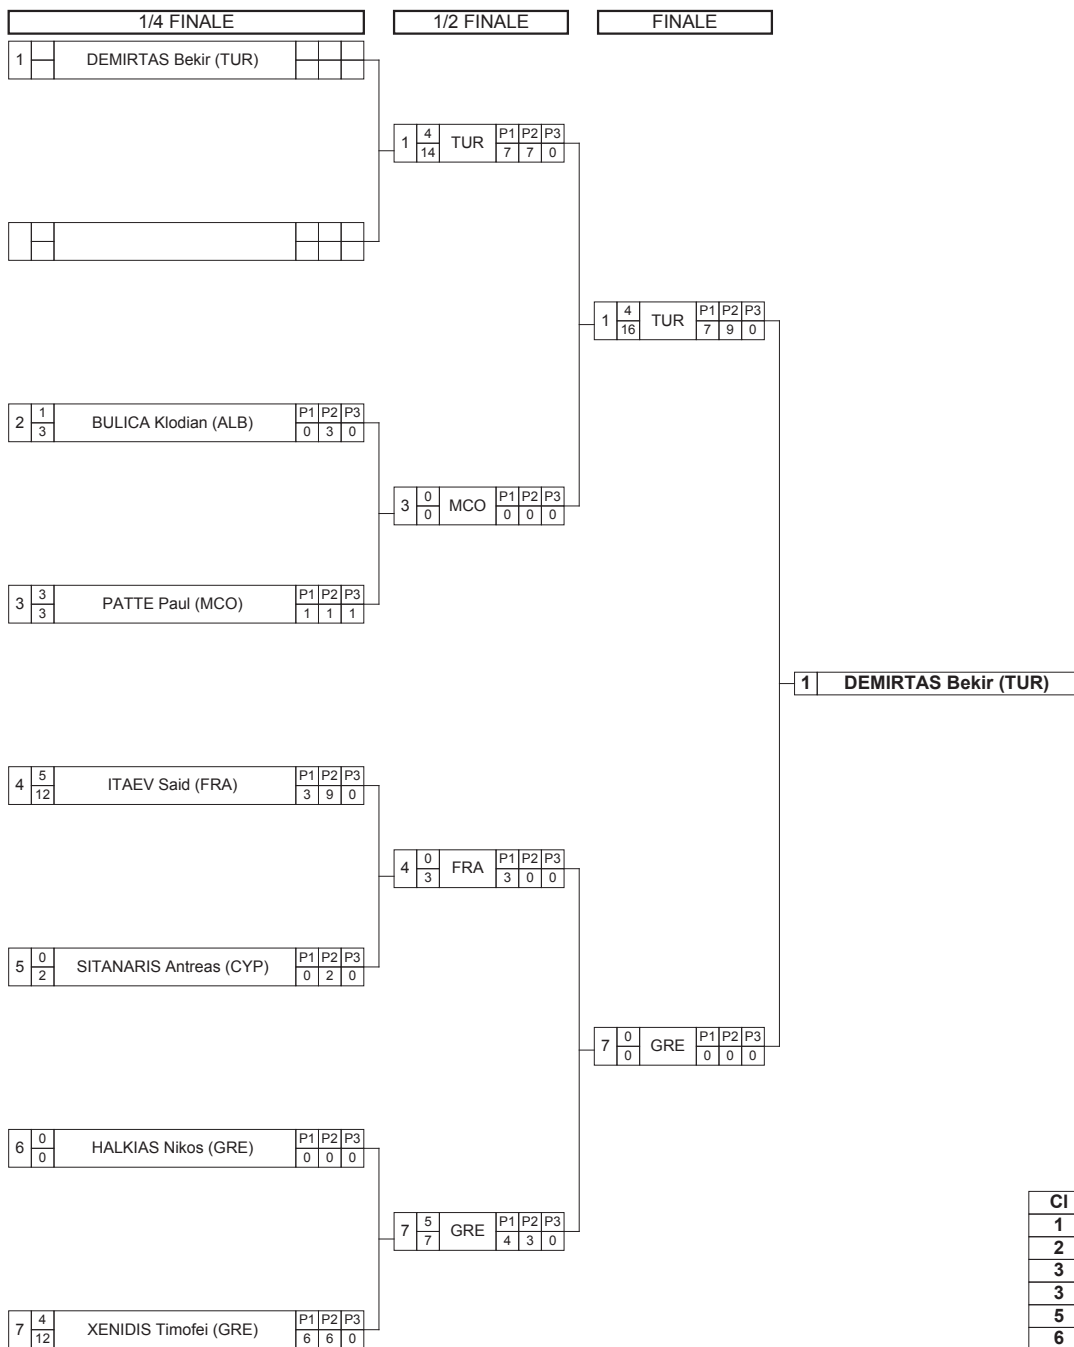 1/4 FINALE 1/2 FINALE FINALE
1 DEMIRTAS Bekir (TUR)
1 4 TUR P1 P2 P3
14 7 7 0
1 4 TUR P1 P2 P3
16 7 9 0
2 1 BULICA Klodian (ALB) P1 P2 P3
3 0 3 0
3 0 MCO P1 P2 P3
0 0 0 0
3 3 PATTE Paul (MCO) P1 P2 P3
3 1 1 1
1 DEMIRTAS Bekir (TUR)
4 5 ITAEV Said (FRA) P1 P2 P3
12 3 9 0
4 0 FRA P1 P2 P3
3 3 0 0
5 0 SITANARIS Antreas (CYP) P1 P2 P3
2 0 2 0
7 0 GRE P1 P2 P3
0 0 0 0
6 0 HALKIAS Nikos (GRE) P1 P2 P3
0 0 0 0
7 5 GRE P1 P2 P3
7 4 3 0
7 4 XENIDIS Timofei (GRE) P1 P2 P3
12 6 6 0
Cl
1
2
3
3
5
6